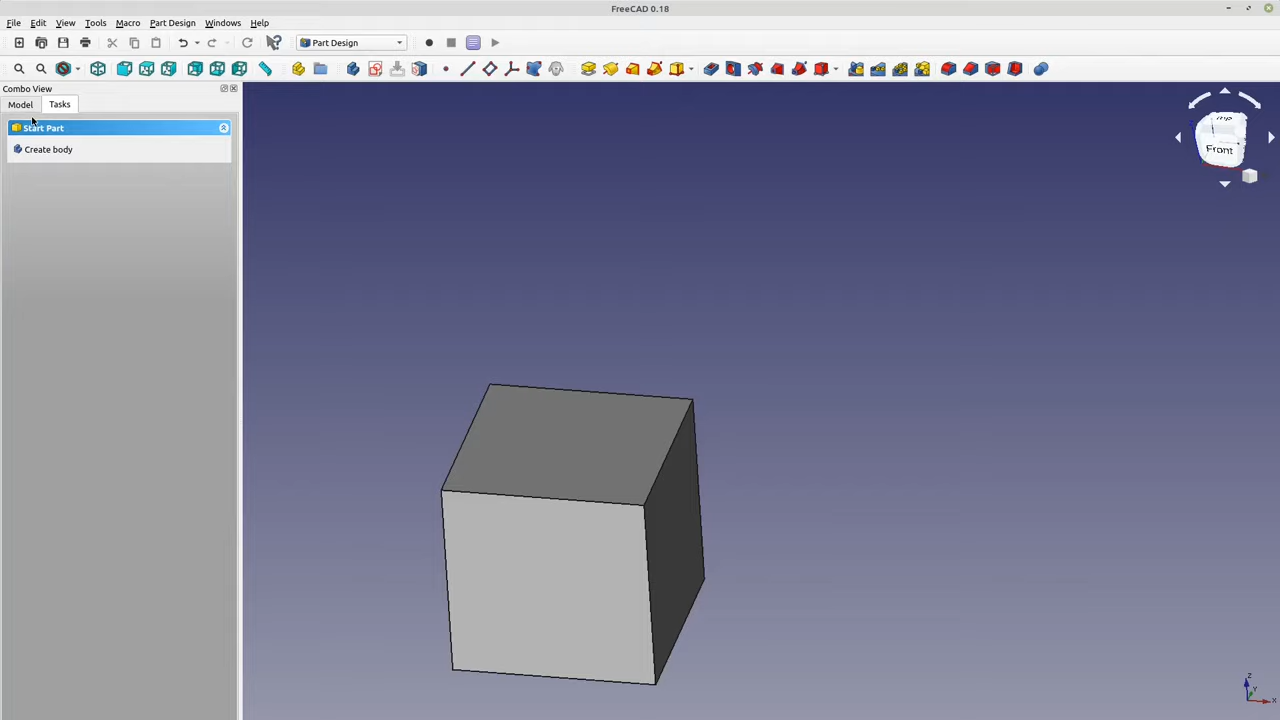 FreeCAD 0.18
File Edit View Tools Macro Part Design Windows Help
Part Design
Combo View
Model Tasks
Start Part
Create body
Top
Front
Z
Y
X